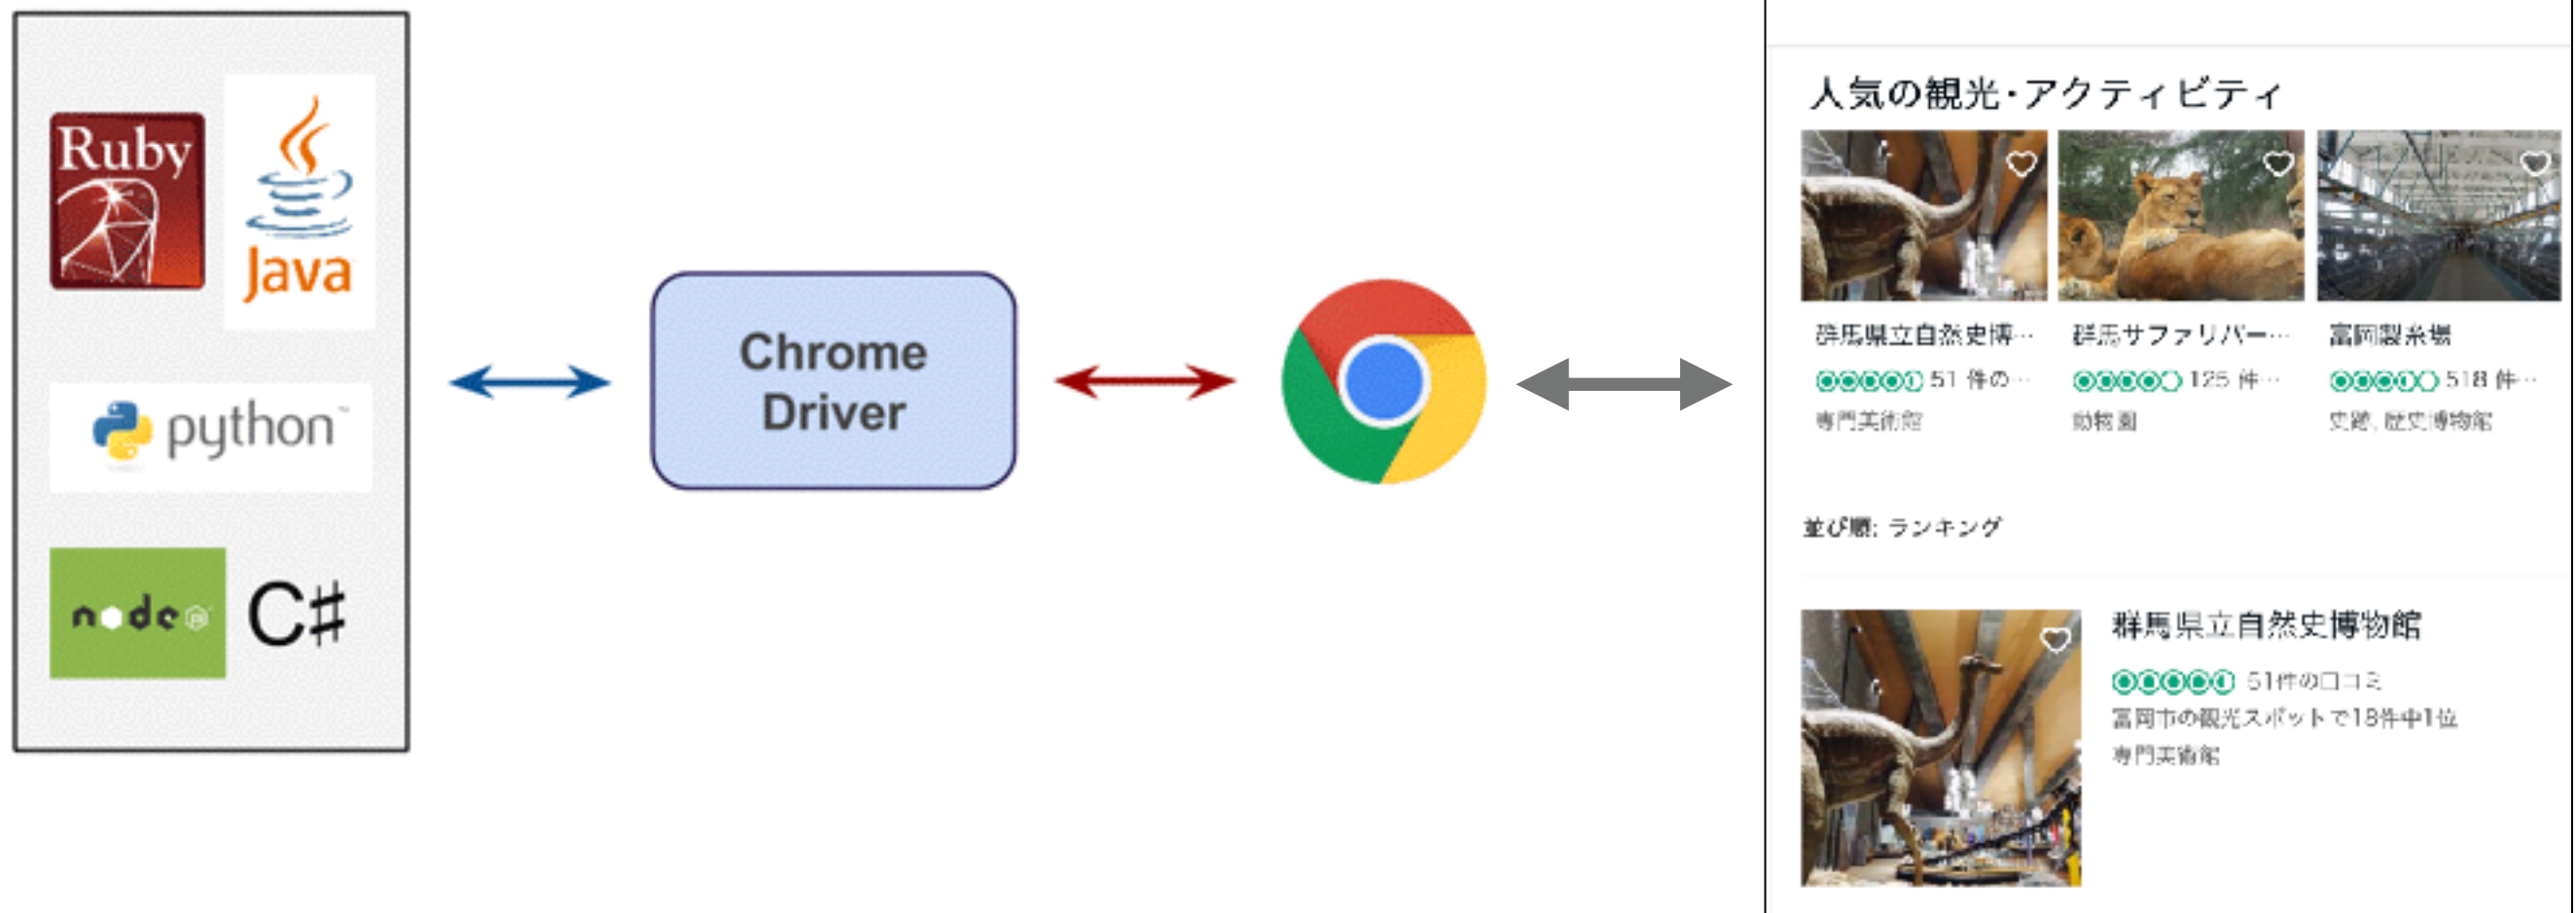 Ruby
Java
python™
node
C#
Chrome
Driver
人気の観光・アクティビティ
群馬県立自然史博…
51 件の…
専門美術館
群馬サファリパー…
125 件…
動物園
富岡製糸場
518 件…
史跡, 歴史博物館
並び順: ランキング
群馬県立自然史博物館
51件の口コミ
富岡市の観光スポットで18件中1位
専門美術館